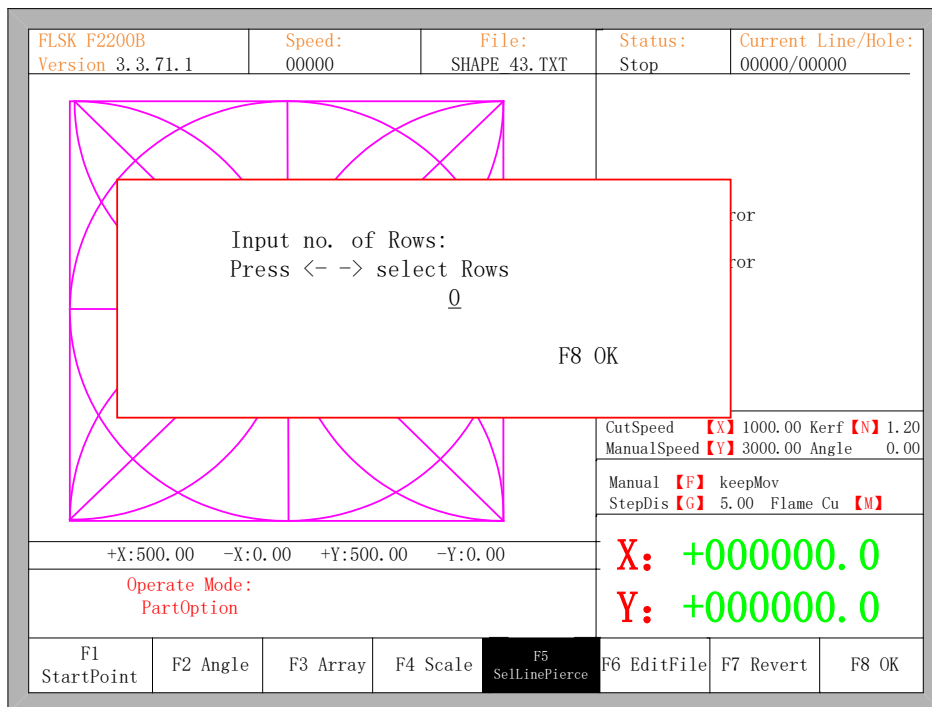 FLSK F2200B
Version 3.3.71.1
Speed:
00000
File:
SHAPE 43.TXT
Status:
Stop
Current Line/Hole:
00000/00000
ror
ror
Input no. of Rows:
Press <- -> select Rows
0
F8 OK
CutSpeed 【X】 1000.00 Kerf【N】 1.20
ManualSpeed【Y】 3000.00 Angle 0.00
Manual 【F】 keepMov
StepDis【G】 5.00 Flame Cu 【M】
+X:500.00 -X:0.00 +Y:500.00 -Y:0.00
Operate Mode:
PartOption
X: +000000.0
Y: +000000.0
F1
StartPoint
F2 Angle
F3 Array
F4 Scale
F5
SelLinePierce
F6 EditFile
F7 Revert
F8 OK